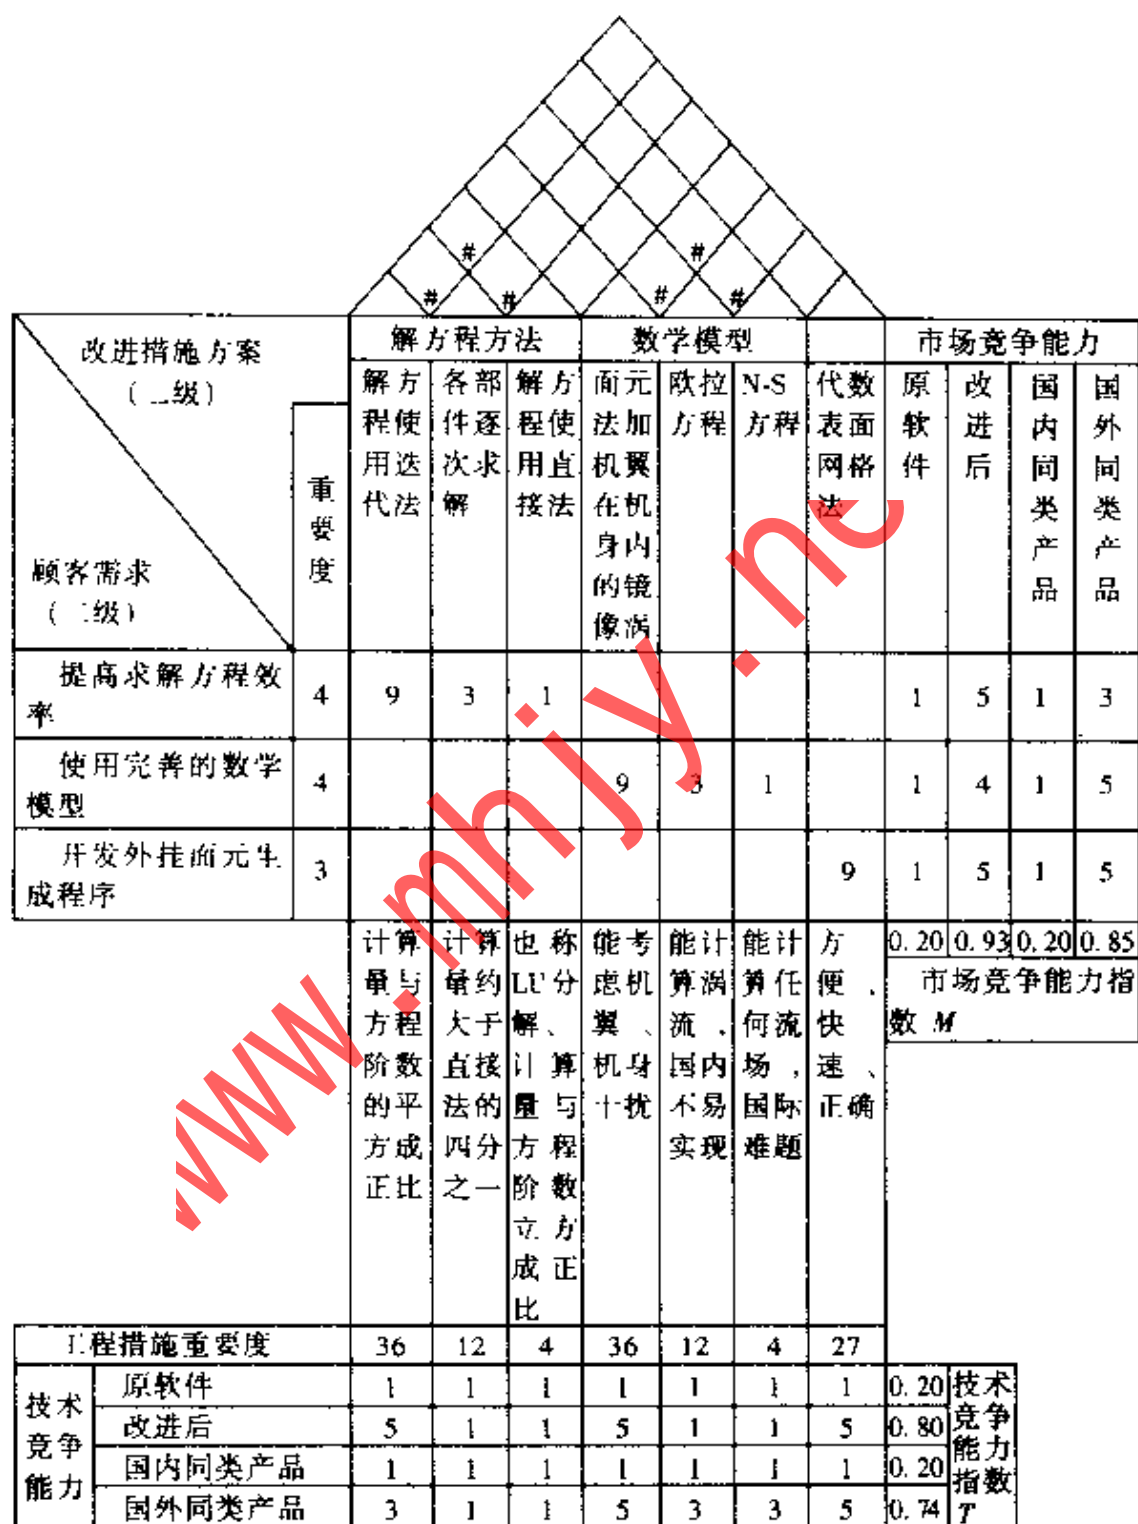 # #
# # # #
改进措施方案
（二级）
顾客需求
（二级）
重要度
解方程方法
数学模型
市场竞争能力
解方程使用迭代法
各部件逐次求解
解方程使用直接法
面元法加机翼在机身内的镜像涡
欧拉方程
N-S方程
代数表面网格法
原软件
改进后
国内同类产品
国外同类产品
提高求解方程效率 4 9 3 1 1 5 1 3
使用完善的数学模型 4 9 3 1 1 4 1 5
开发外挂面元生成程序 3 9 1 5 1 5
计算量与方程阶数的平方成正比
计算量约大于直接法的四分之一
也称LU分解、计算量与方程阶数立方成正比
能考虑机翼、机身干扰
能计算涡流，国内不易实现
能计算任何流场，国际难题
方便、快速、正确
0.20 0.93 0.20 0.85
市场竞争能力指数 M
工程措施重要度 36 12 4 36 12 4 27
技术竞争能力
原软件 1 1 1 1 1 1 1 0.20
改进后 5 1 1 5 1 1 5 0.80
国内同类产品 1 1 1 1 1 1 1 0.20
国外同类产品 3 1 1 5 3 3 5 0.74
技术竞争能力指数 T
www.mhjy.ne